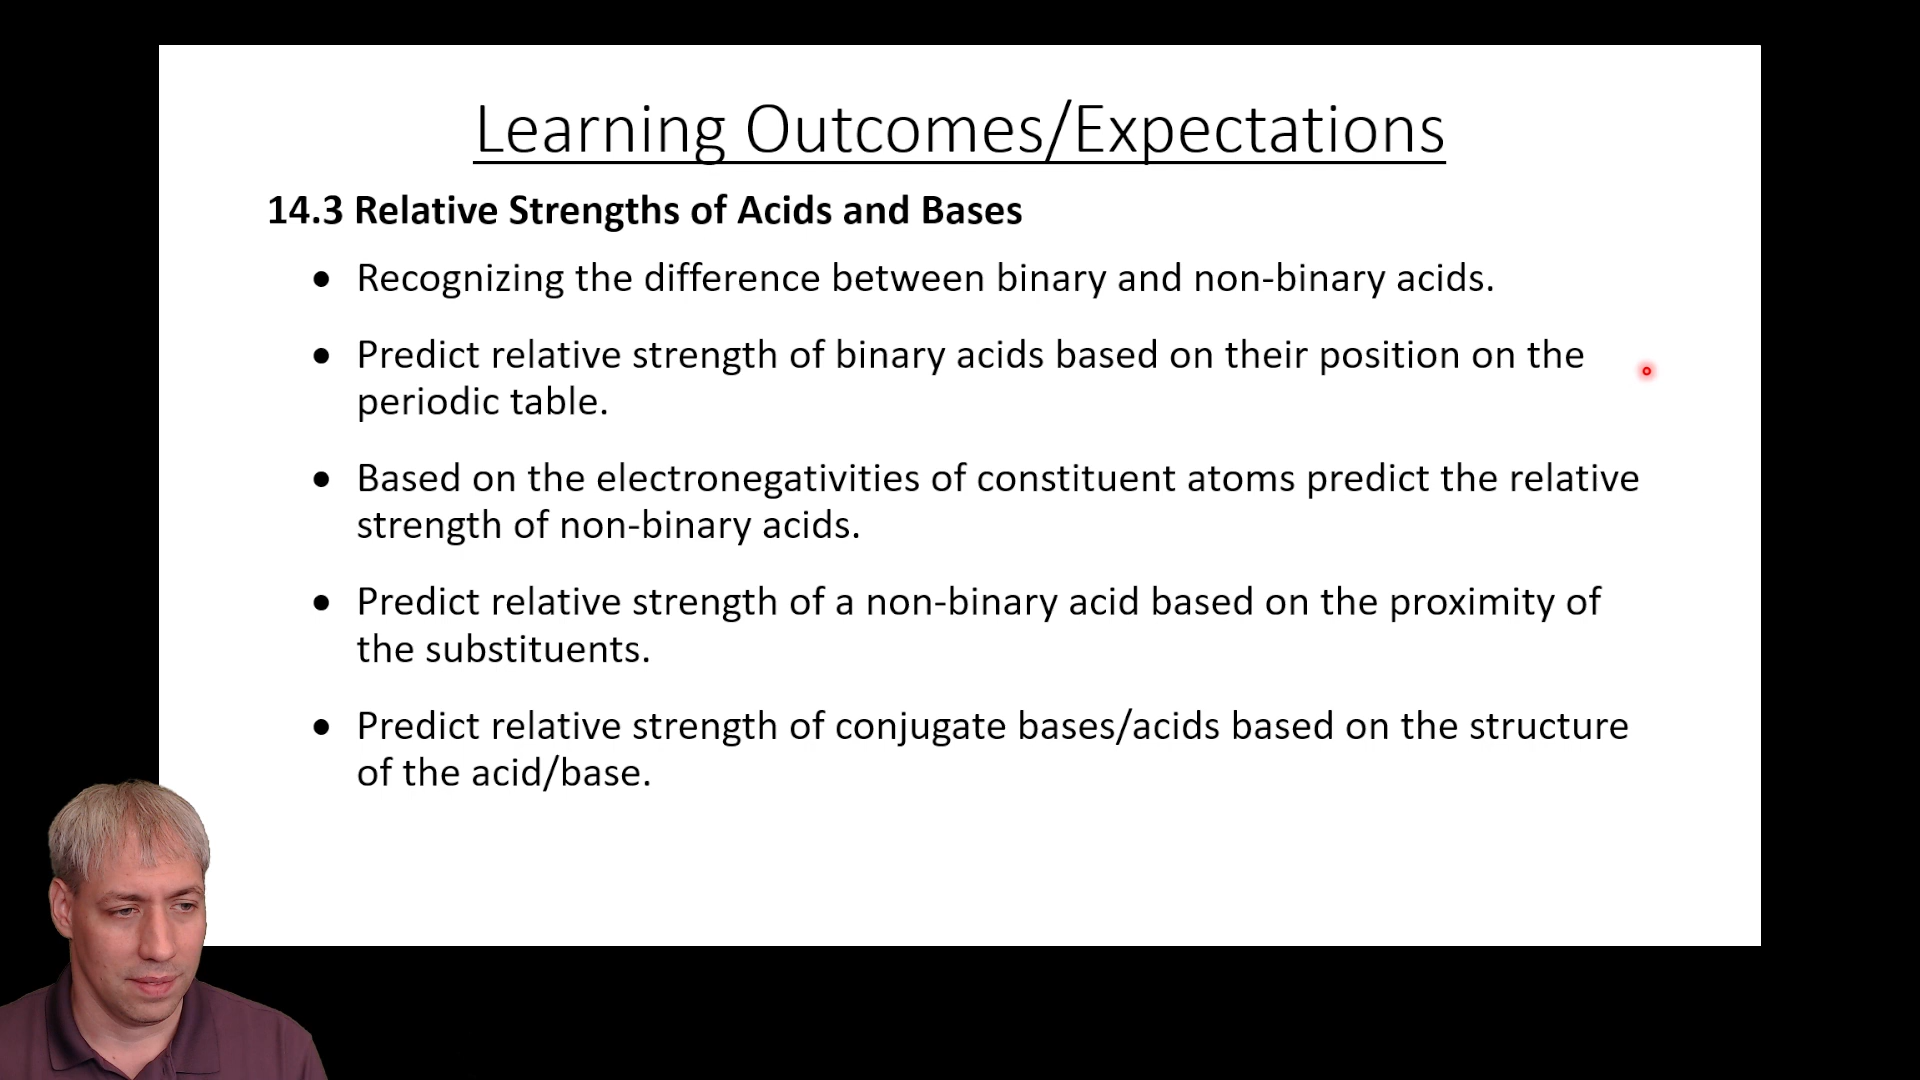 Learning Outcomes/Expectations
14.3 Relative Strengths of Acids and Bases
• Recognizing the difference between binary and non-binary acids.
• Predict relative strength of binary acids based on their position on the
periodic table.
• Based on the electronegativities of constituent atoms predict the relative
strength of non-binary acids.
• Predict relative strength of a non-binary acid based on the proximity of
the substituents.
• Predict relative strength of conjugate bases/acids based on the structure
of the acid/base.